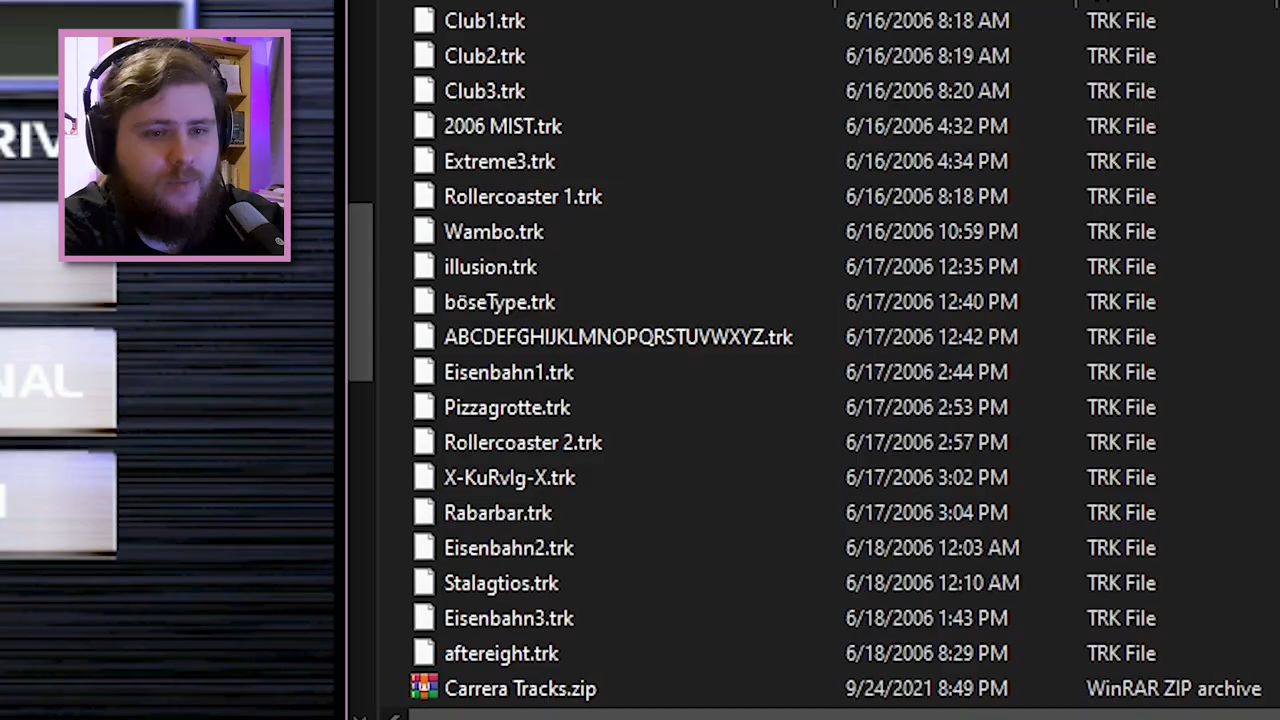 RIV
NAL
Club1.trk 6/16/2006 8:18 AM TRK File
Club2.trk 6/16/2006 8:19 AM TRK File
Club3.trk 6/16/2006 8:20 AM TRK File
2006 MIST.trk 6/16/2006 4:32 PM TRK File
Extreme3.trk 6/16/2006 4:34 PM TRK File
Rollercoaster 1.trk 6/16/2006 8:18 PM TRK File
Wambo.trk 6/16/2006 10:59 PM TRK File
illusion.trk 6/17/2006 12:35 PM TRK File
böseType.trk 6/17/2006 12:40 PM TRK File
ABCDEFGHIJKLMNOPQRSTUVWXYZ.trk 6/17/2006 12:42 PM TRK File
Eisenbahn1.trk 6/17/2006 2:44 PM TRK File
Pizzagrotte.trk 6/17/2006 2:53 PM TRK File
Rollercoaster 2.trk 6/17/2006 2:57 PM TRK File
X-KuRvIg-X.trk 6/17/2006 3:02 PM TRK File
Rabarbar.trk 6/17/2006 3:04 PM TRK File
Eisenbahn2.trk 6/18/2006 12:03 AM TRK File
Stalagtios.trk 6/18/2006 12:10 AM TRK File
Eisenbahn3.trk 6/18/2006 1:43 PM TRK File
aftereight.trk 6/18/2006 8:29 PM TRK File
Carrera Tracks.zip 9/24/2021 8:49 PM WinRAR ZIP archive